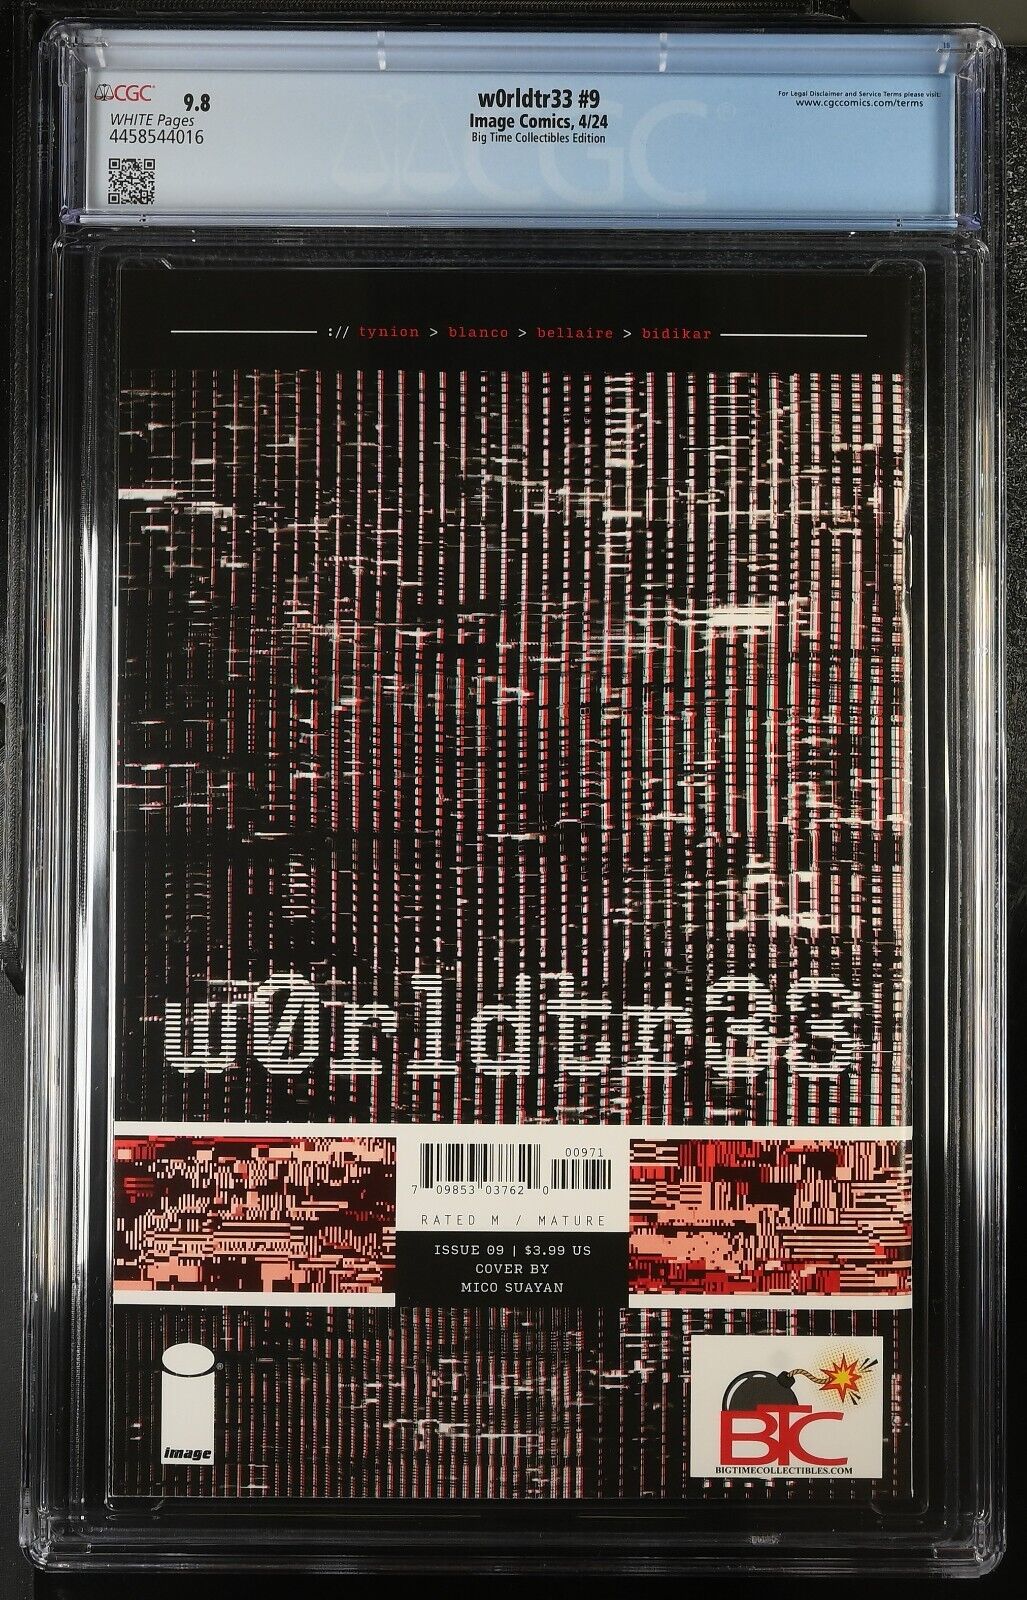 CGC
9.8
WHITE Pages
4458544016
w0rldtr33 #9
Image Comics, 4/24
Big Time Collectibles Edition
For Legal Disclaimer and Service Terms please visit:
www.cgccomics.com/terms
CGC
:// tynion > blanco > bellaire > bidikar
w0rldtr33
00971
7 09853 03762 0
RATED M / MATURE
ISSUE 09 | $3.99 US
COVER BY
MICO SUAYAN
image
BTC
BIGTIMECOLLECTIBLES.COM